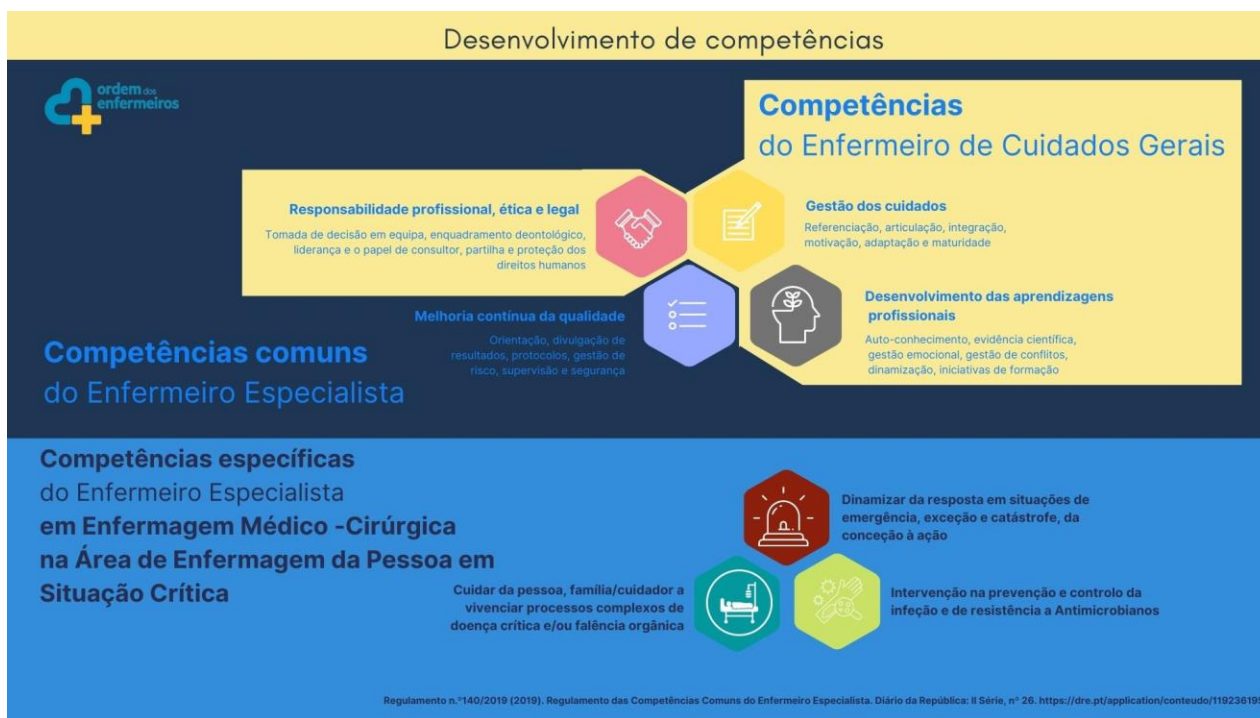 Desenvolvimento de competências
ordem dos
enfermeiros
Competências
do Enfermeiro de Cuidados Gerais
Responsabilidade profissional, ética e legal
Tomada de decisão em equipa, enquadramento deontológico,
liderança e o papel de consultor, partilha e proteção dos
direitos humanos
Gestão dos cuidados
Referenciação, articulação, integração,
motivação, adaptação e maturidade
Melhoria contínua da qualidade
Orientação, divulgação de
resultados, protocolos, gestão de
risco, supervisão e segurança
Desenvolvimento das aprendizagens
profissionais
Auto-conhecimento, evidência científica,
gestão emocional, gestão de conflitos,
dinamização, iniciativas de formação
Competências comuns
do Enfermeiro Especialista
Competências específicas
do Enfermeiro Especialista
em Enfermagem Médico -Cirúrgica
na Área de Enfermagem da Pessoa em
Situação Crítica
Dinamizar da resposta em situações de
emergência, exceção e catástrofe, da
conceção à ação
Cuidar da pessoa, família/cuidador a
vivenciar processos complexos de
doença crítica e/ou falência orgânica
Intervenção na prevenção e controlo da
infeção e de resistência a Antimicrobianos
Regulamento n.º140/2019 (2019). Regulamento das Competências Comuns do Enfermeiro Especialista. Diário da República: II Série, nº 26. https://dre.pt/application/conteudo/119236195